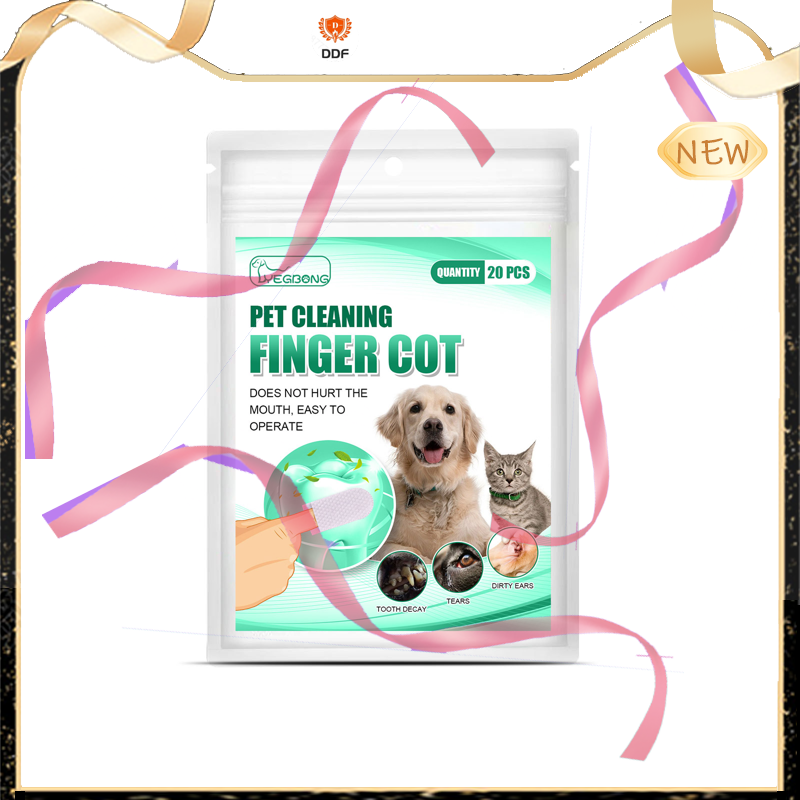 DDF
NEW
LYEGBONG
QUANTITY 20 PCS
PET CLEANING
FINGER COT
DOES NOT HURT THE
MOUTH, EASY TO
OPERATE
TOOTH DECAY
TEARS
DIRTY EARS